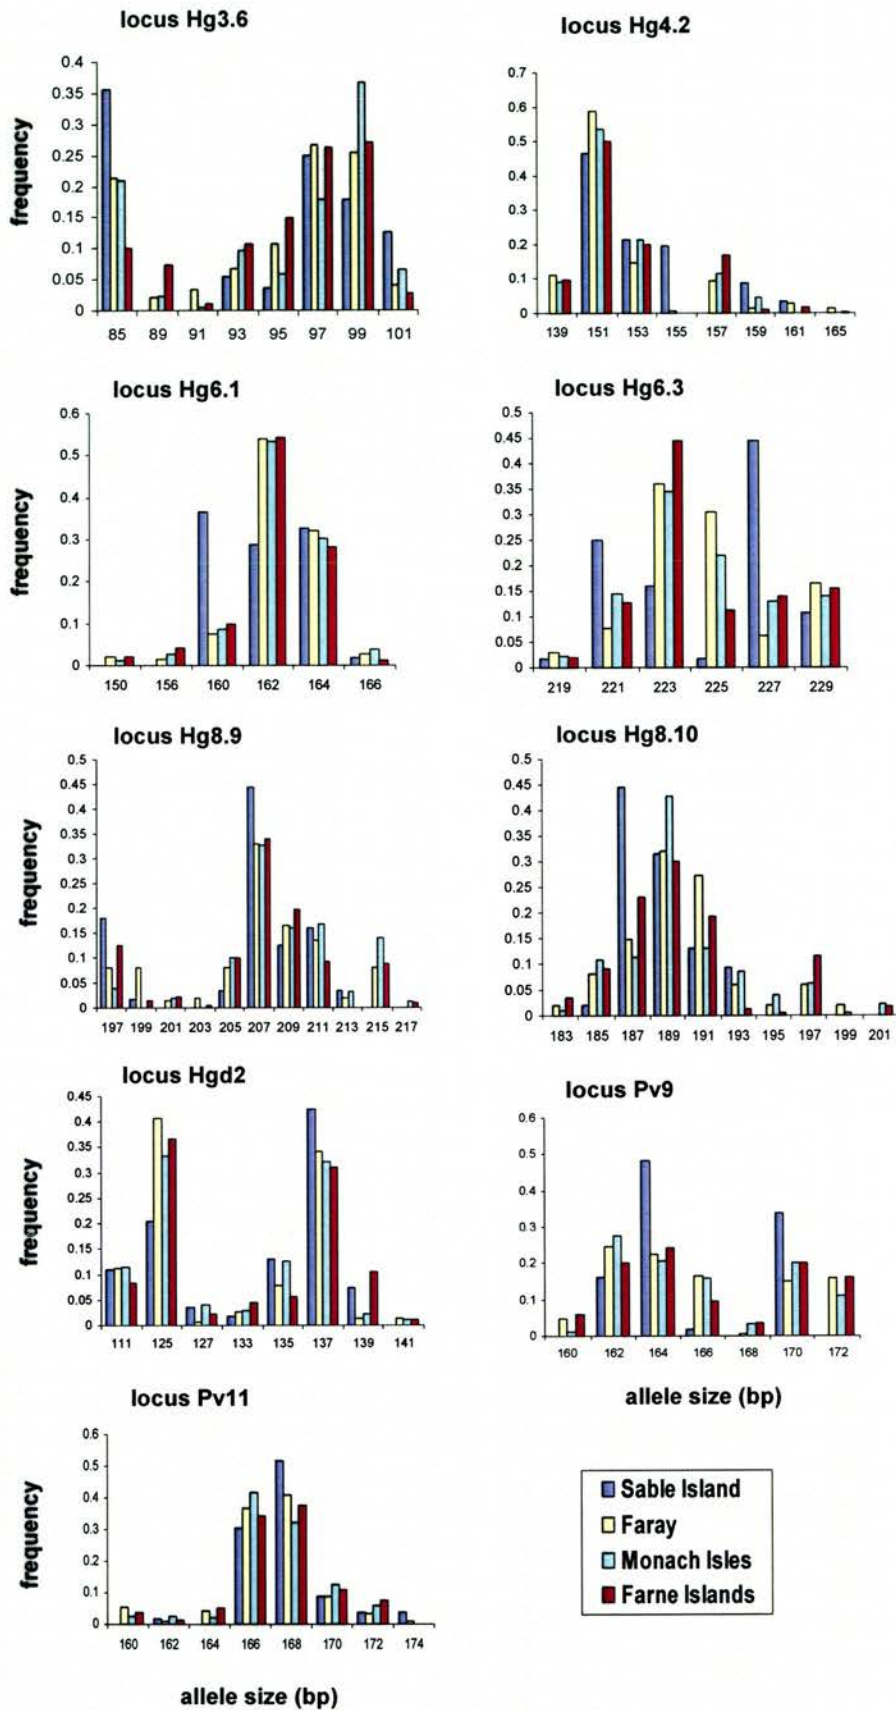 locus Hg3.6
frequency
0.4
0.35
0.3
0.25
0.2
0.15
0.1
0.05
0
85 89 91 93 95 97 99 101
locus Hg4.2
0.7
0.6
0.5
0.4
0.3
0.2
0.1
0
139 151 153 155 157 159 161 165
locus Hg6.1
frequency
0.6
0.5
0.4
0.3
0.2
0.1
0
150 156 160 162 164 166
locus Hg6.3
0.5
0.45
0.4
0.35
0.3
0.25
0.2
0.15
0.1
0.05
0
219 221 223 225 227 229
locus Hg8.9
frequency
0.5
0.45
0.4
0.35
0.3
0.25
0.2
0.15
0.1
0.05
0
197 199 201 203 205 207 209 211 213 215 217
locus Hg8.10
0.5
0.45
0.4
0.35
0.3
0.25
0.2
0.15
0.1
0.05
0
183 185 187 189 191 193 195 197 199 201
locus Hgd2
frequency
0.45
0.4
0.35
0.3
0.25
0.2
0.15
0.1
0.05
0
111 125 127 133 135 137 139 141
locus Pv9
0.6
0.5
0.4
0.3
0.2
0.1
0
160 162 164 166 168 170 172
allele size (bp)
locus Pv11
frequency
0.6
0.5
0.4
0.3
0.2
0.1
0
160 162 164 166 168 170 172 174
allele size (bp)
Sable Island
Faray
Monach Isles
Farne Islands